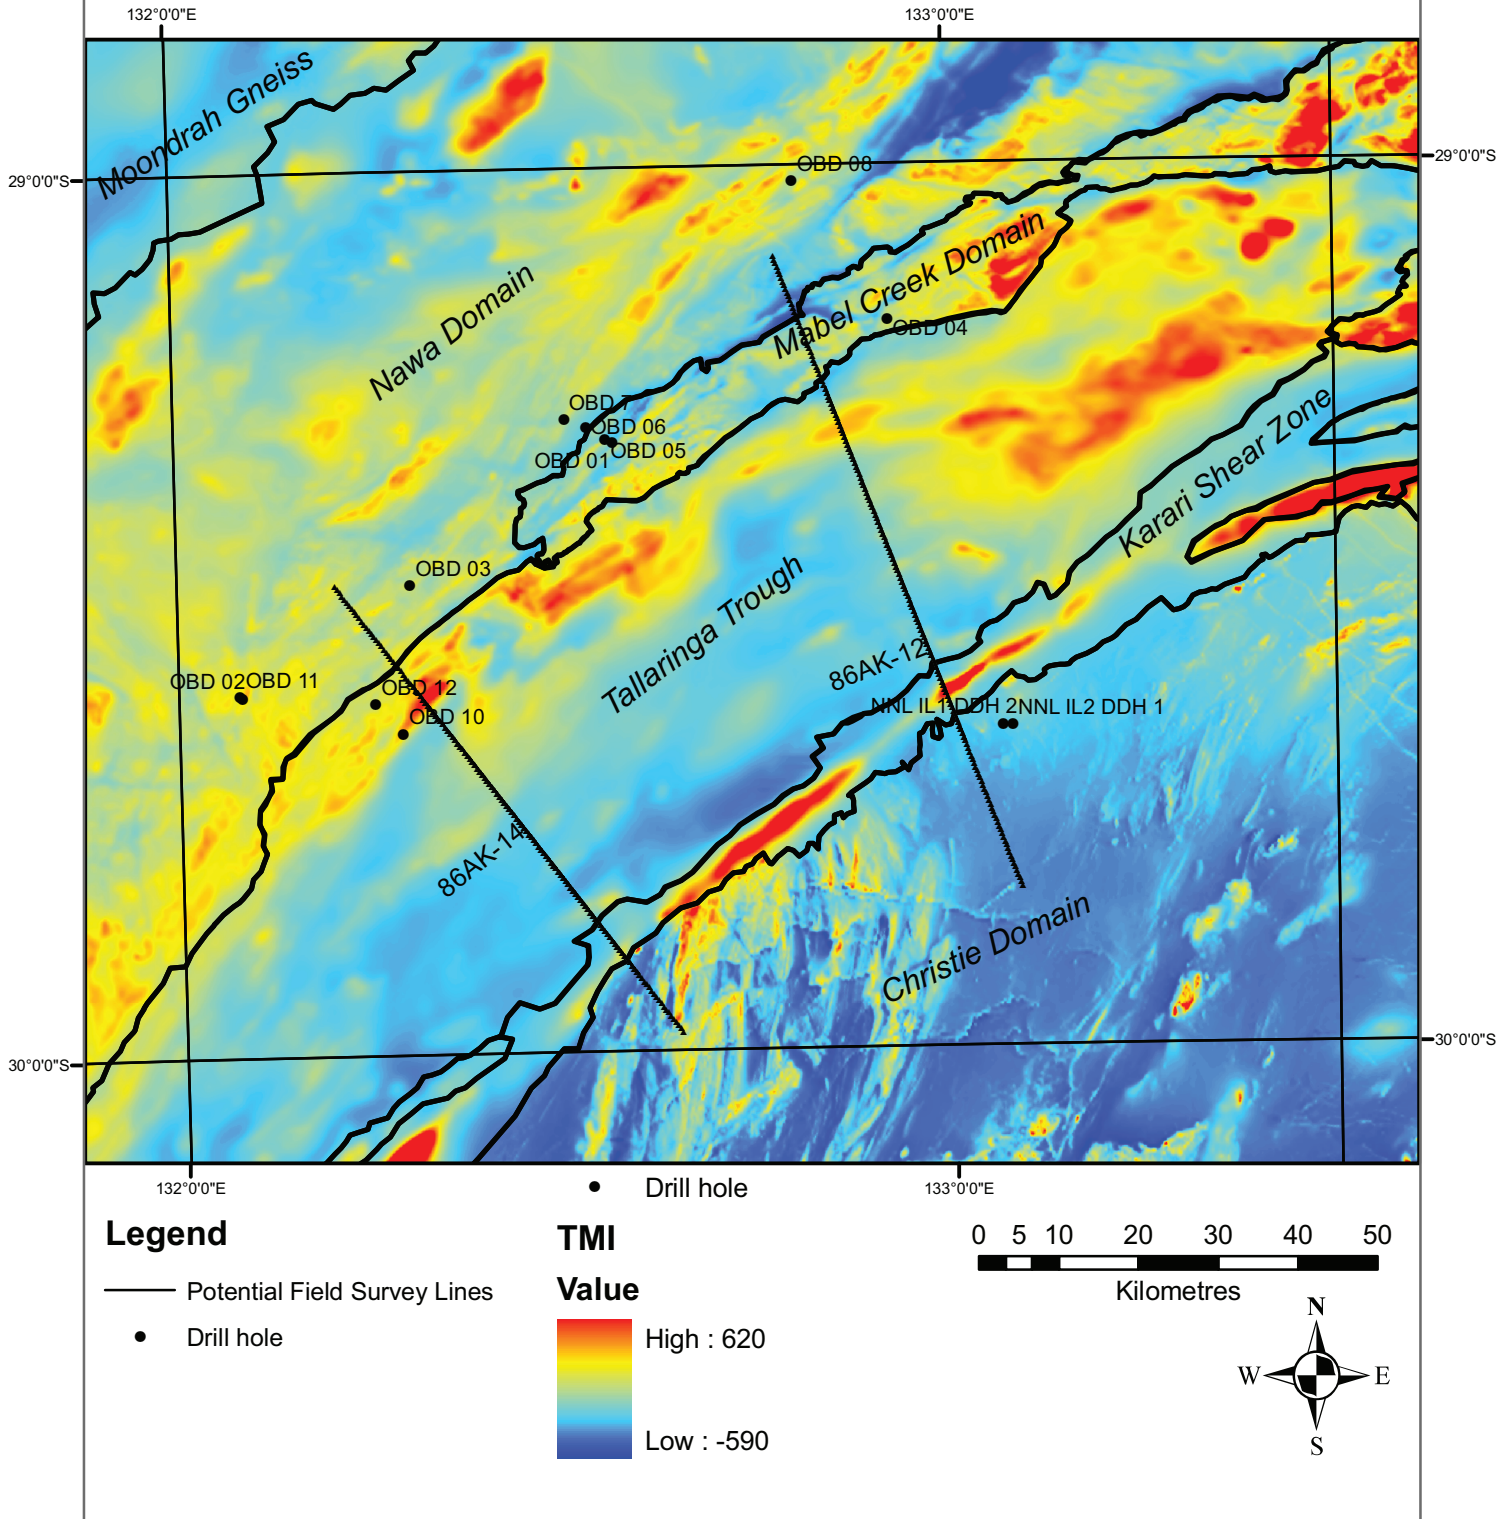 132°0'0"E
133°0'0"E
Moondrah Gneiss
29°0'0"S
29°0'0"S
OBD 08
Mabel Creek Domain
Nawa Domain
OBD 04
OBD 7
OBD 06
OBD 05
OBD 01
Karari Shear Zone
OBD 03
Tallaringa Trough
86AK-12
OBD 02
OBD 11
OBD 12
OBD 10
NNL IL1 DDH 2
NNL IL2 DDH 1
86AK-14
Christie Domain
30°0'0"S
30°0'0"S
132°0'0"E
133°0'0"E
Drill hole
Legend
Potential Field Survey Lines
Drill hole
TMI
Value
High : 620
Low : -590
0 5 10 20 30 40 50
Kilometres
N
W E
S